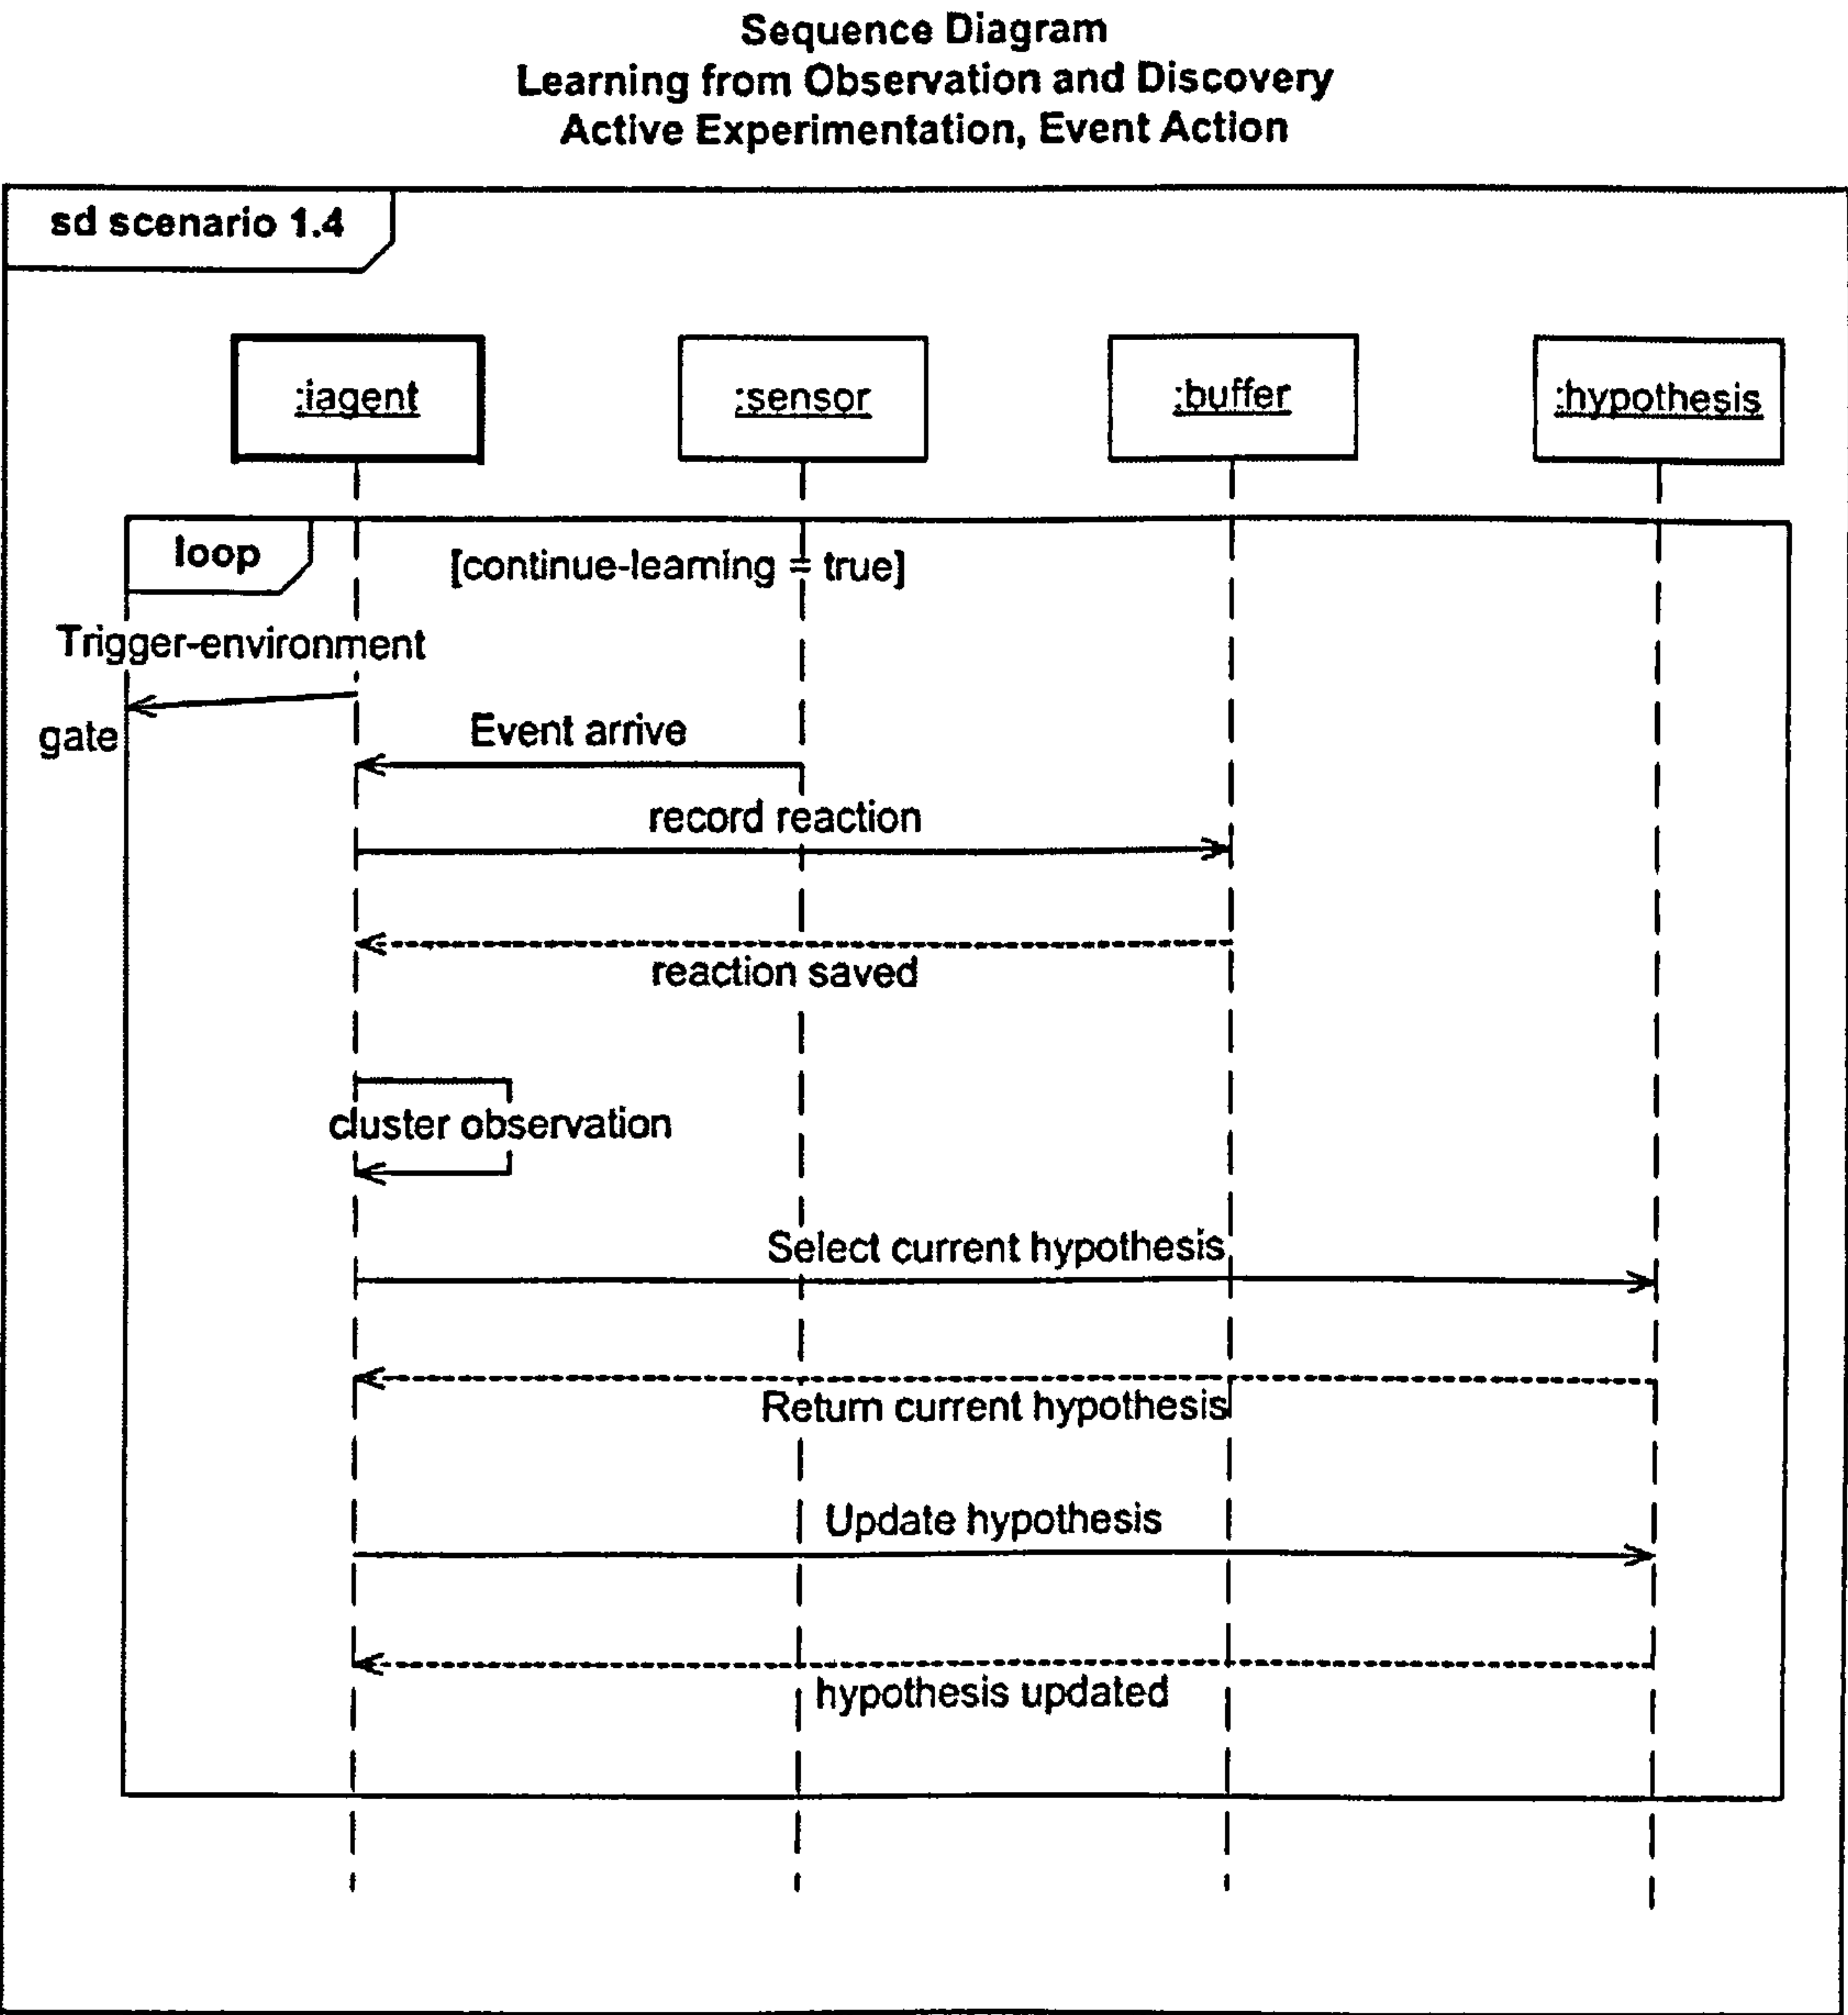 Sequence Diagram
Learning from Observation and Discovery
Active Experimentation, Event Action
sd scenario 1.4
:iagent
:sensor
:buffer
:hypothesis
loop
[continue-learning = true]
Trigger-environment
gate
Event arrive
record reaction
reaction saved
cluster observation
Select current hypothesis
Return current hypothesis
Update hypothesis
hypothesis updated